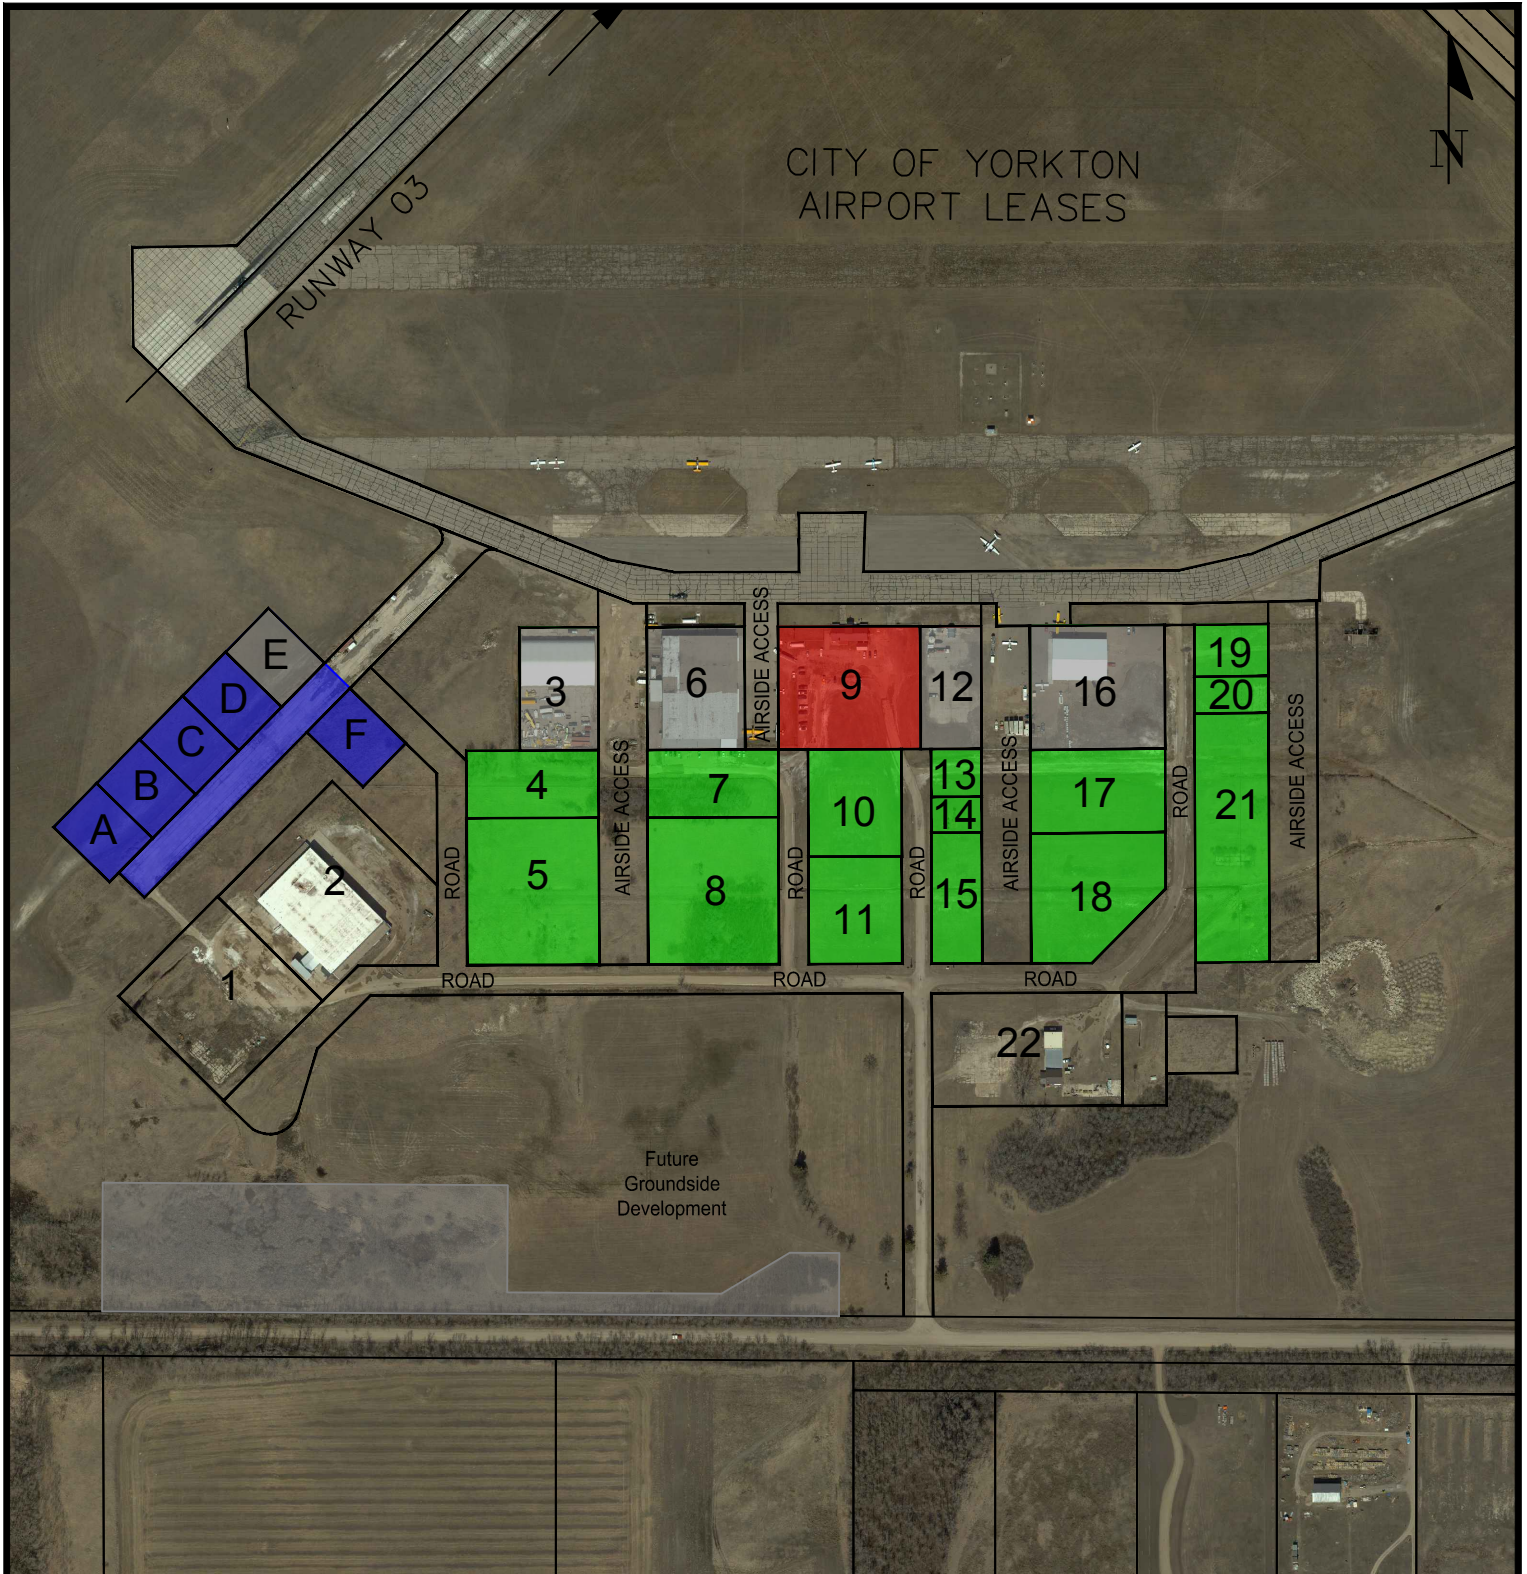 CITY OF YORKTON
AIRPORT LEASES
N
RUNWAY 03
A
B
C
D
E
F
1
2
3
4
5
6
7
8
9
10
11
12
13
14
15
16
17
18
19
20
21
22
AIRSIDE ACCESS
AIRSIDE ACCESS
AIRSIDE ACCESS
AIRSIDE ACCESS
ROAD
ROAD
ROAD
ROAD
ROAD
ROAD
ROAD
Future
Groundside
Development